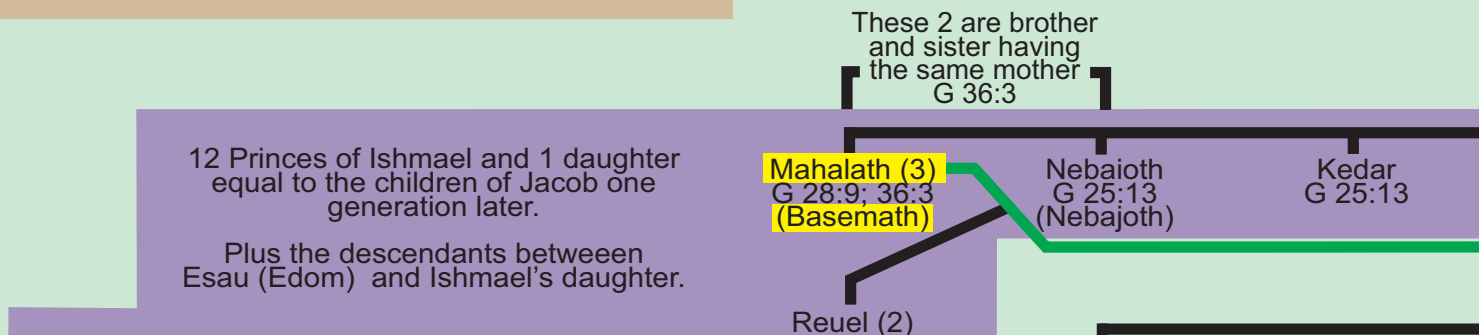 These 2 are brother
and sister having
the same mother
G 36:3
12 Princes of Ishmael and 1 daughter
equal to the children of Jacob one
generation later.
Plus the descendants betweeen
Esau (Edom)  and Ishmael's daughter.
Mahalath (3)
G 28:9; 36:3
(Basemath)
Nebaioth
G 25:13
(Nebajoth)
Kedar
G 25:13
Reuel (2)